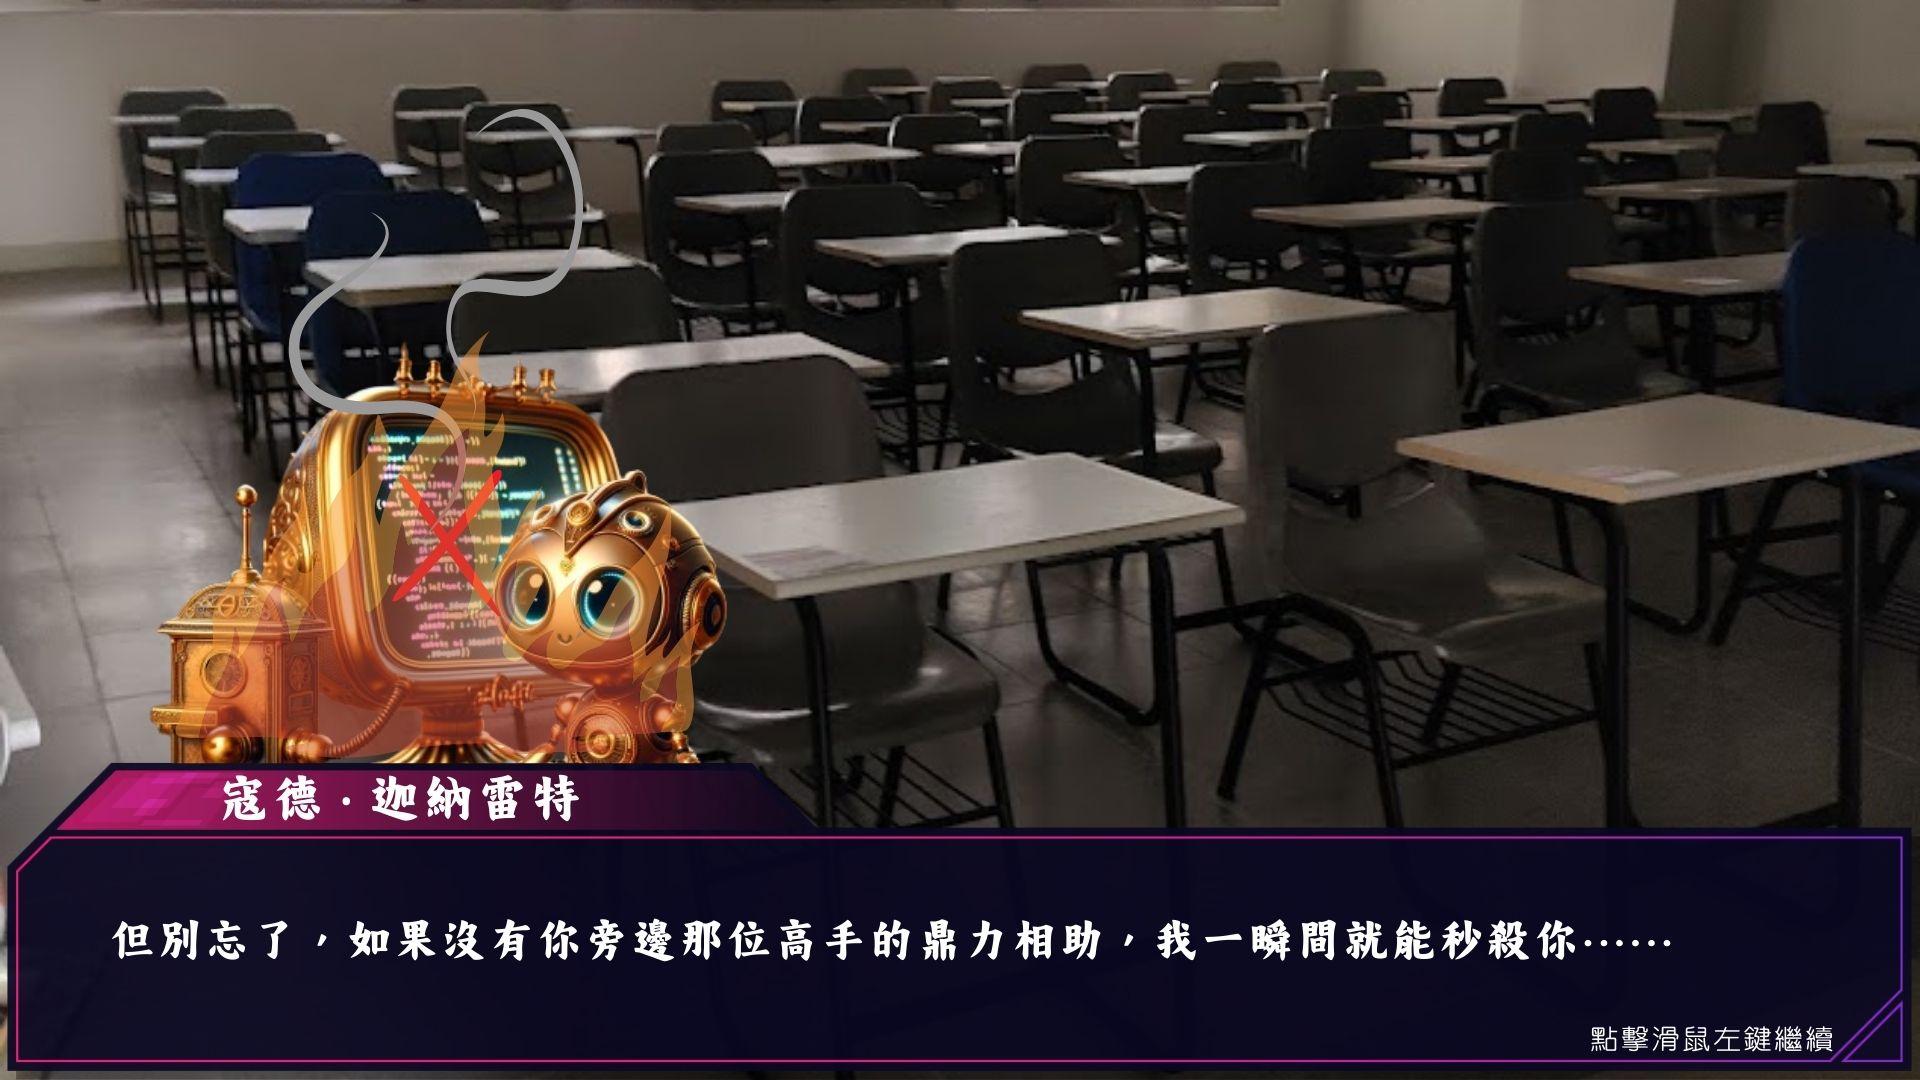 寇德·迦納雷特
但別忘了，如果沒有你旁邊那位高手的鼎力相助，我一瞬間就能秒殺你……
點擊滑鼠左鍵繼續